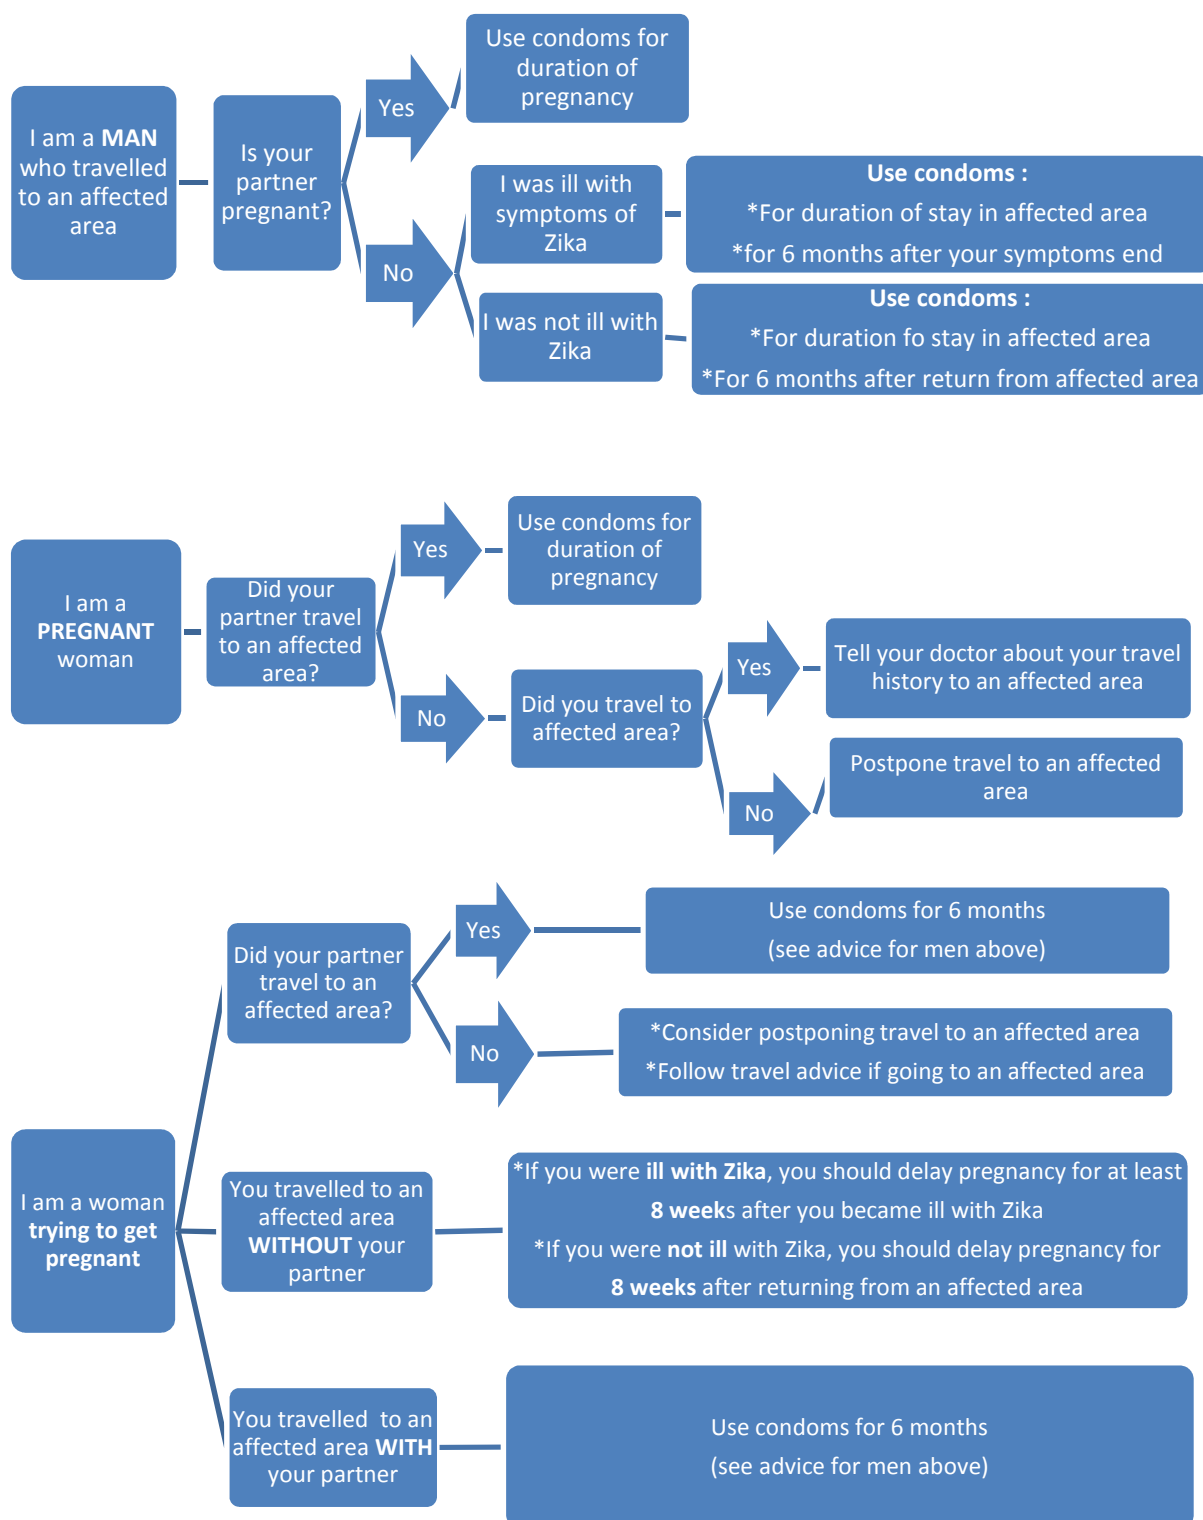 I am a MAN
who travelled
to an affected
area
Is your
partner
pregnant?
Yes
Use condoms for
duration of
pregnancy
No
I was ill with
symptoms of
Zika
Use condoms :
*For duration of stay in affected area
*for 6 months after your symptoms end
I was not ill with
Zika
Use condoms :
*For duration fo stay in affected area
*For 6 months after return from affected area
I am a
PREGNANT
woman
Did your
partner travel
to an affected
area?
Yes
Use condoms for
duration of
pregnancy
No
Did you travel to
affected area?
Yes
Tell your doctor about your travel
history to an affected area
No
Postpone travel to an affected
area
I am a woman
trying to get
pregnant
Did your partner
travel to an
affected area?
Yes
Use condoms for 6 months
(see advice for men above)
No
*Consider postponing travel to an affected area
*Follow travel advice if going to an affected area
You travelled to an
affected area
WITHOUT your
partner
*If you were ill with Zika, you should delay pregnancy for at least
8 weeks after you became ill with Zika
*If you were not ill with Zika, you should delay pregnancy for
8 weeks after returning from an affected area
You travelled to an
affected area WITH
your partner
Use condoms for 6 months
(see advice for men above)